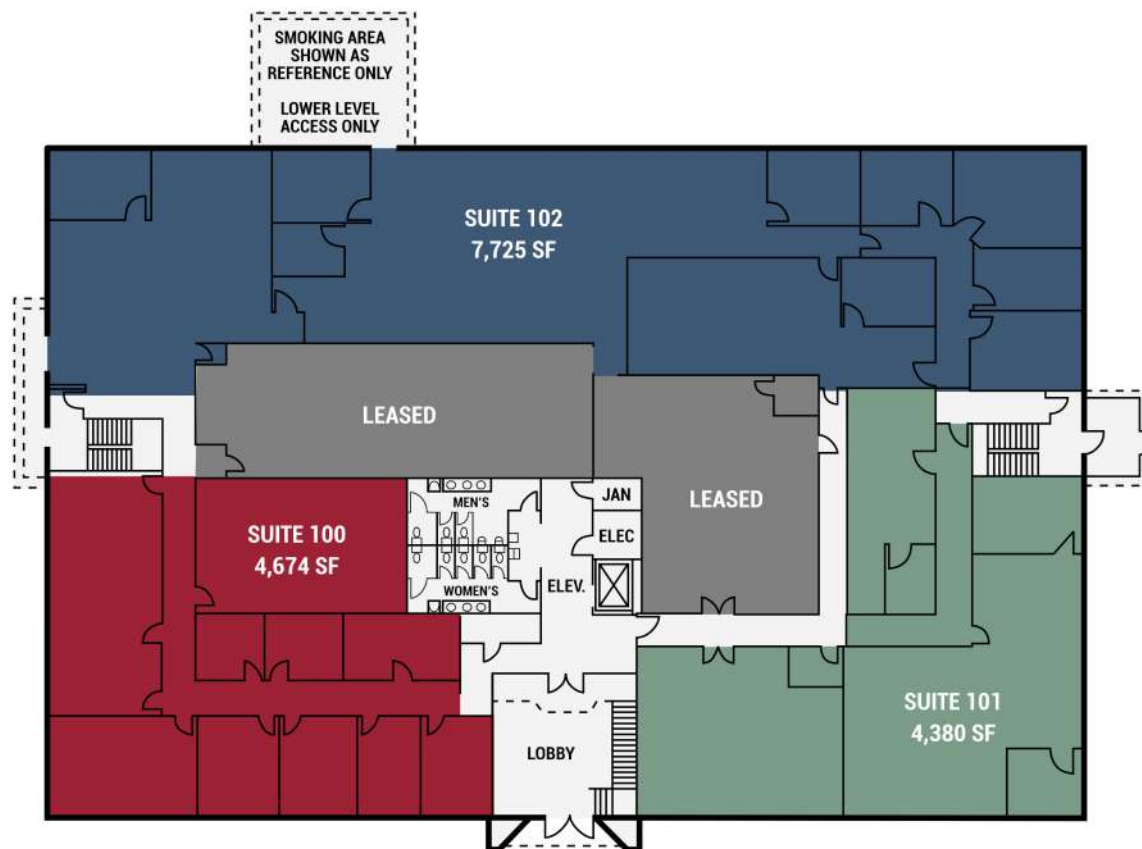 SMOKING AREA
SHOWN AS
REFERENCE ONLY
LOWER LEVEL
ACCESS ONLY
SUITE 102
7,725 SF
LEASED
LEASED
MEN'S
JAN
SUITE 100
4,674 SF
ELEC
WOMEN'S
ELEV.
SUITE 101
4,380 SF
LOBBY